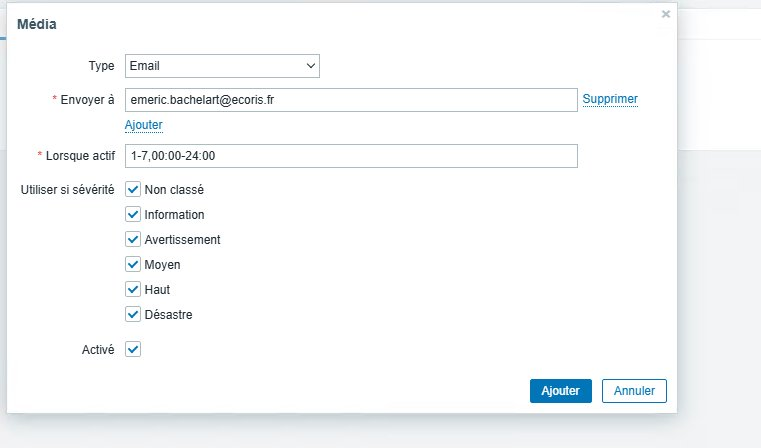 Média
Type Email
* Envoyer à emeric.bachelart@ecoris.fr Supprimer
Ajouter
* Lorsque actif 1-7,00:00-24:00
Utiliser si sévérité Non classé
Information
Avertissement
Moyen
Haut
Désastre
Activé
Ajouter Annuler